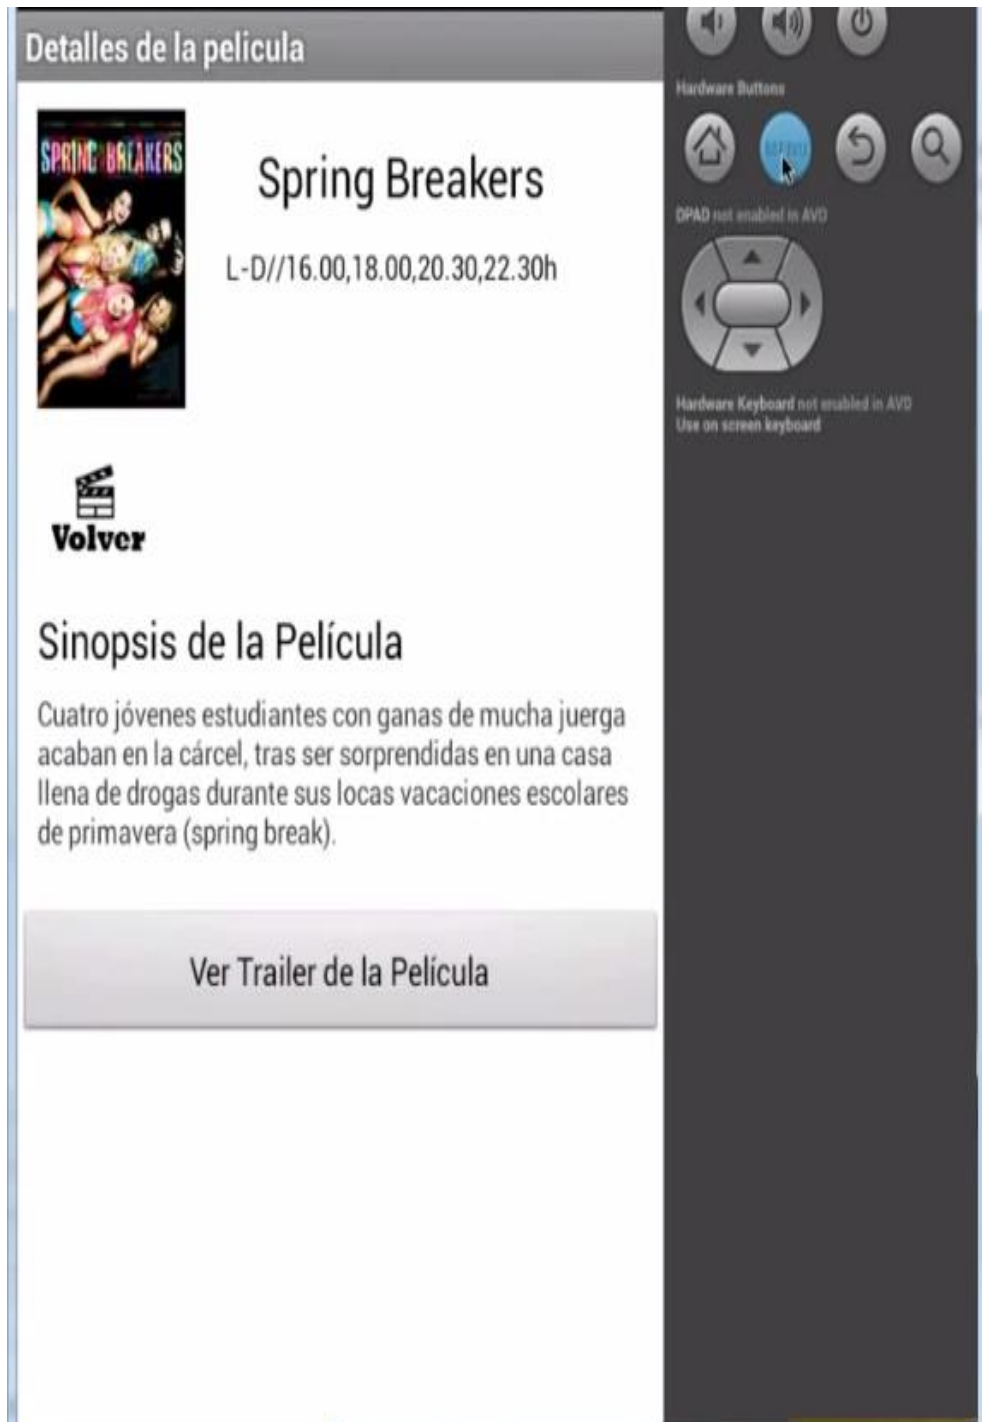 Detalles de la pelicula
SPRING BREAKERS
Spring Breakers
L-D//16.00,18.00,20.30,22.30h
Volver
Sinopsis de la Película
Cuatro jóvenes estudiantes con ganas de mucha juerga
acaban en la cárcel, tras ser sorprendidas en una casa
llena de drogas durante sus locas vacaciones escolares
de primavera (spring break).
Ver Trailer de la Película
Hardware Buttons
MENU
DPAD not enabled in AVD
Hardware Keyboard not enabled in AVD
Use on screen keyboard